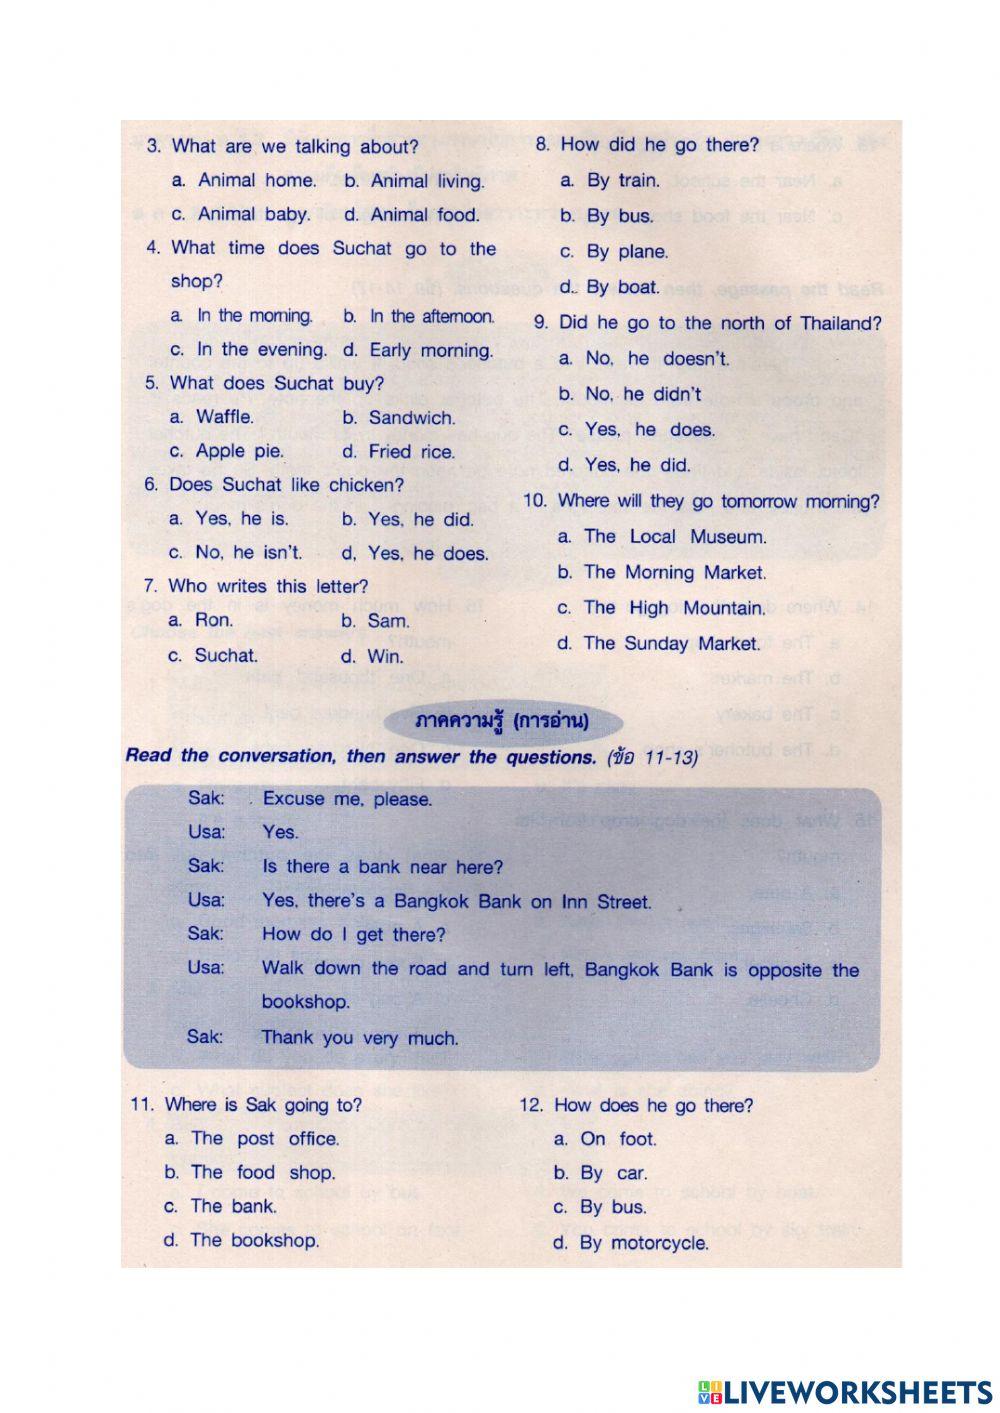 3. What are we talking about?
a. Animal home. b. Animal living.
c. Animal baby. d. Animal food.
4. What time does Suchat go to the
shop?
a. In the morning. b. In the afternoon.
c. In the evening. d. Early morning.
5. What does Suchat buy?
a. Waffle. b. Sandwich.
c. Apple pie. d. Fried rice.
6. Does Suchat like chicken?
a. Yes, he is. b. Yes, he did.
c. No, he isn't. d, Yes, he does.
7. Who writes this letter?
a. Ron. b. Sam.
c. Suchat. d. Win.
8. How did he go there?
a. By train.
b. By bus.
c. By plane.
d. By boat.
9. Did he go to the north of Thailand?
a. No, he doesn't.
b. No, he didn't
c. Yes, he does.
d. Yes, he did.
10. Where will they go tomorrow morning?
a. The Local Museum.
b. The Morning Market.
c. The High Mountain.
d. The Sunday Market.
ภาคความรู้ (การอ่าน)
Read the conversation, then answer the questions. (ข้อ 11-13)
Sak: Excuse me, please.
Usa: Yes.
Sak: Is there a bank near here?
Usa: Yes, there's a Bangkok Bank on Inn Street.
Sak: How do I get there?
Usa: Walk down the road and turn left, Bangkok Bank is opposite the
bookshop.
Sak: Thank you very much.
11. Where is Sak going to?
a. The post office.
b. The food shop.
c. The bank.
d. The bookshop.
12. How does he go there?
a. On foot.
b. By car.
c. By bus.
d. By motorcycle.
LIVE LIVEWORKSHEETS